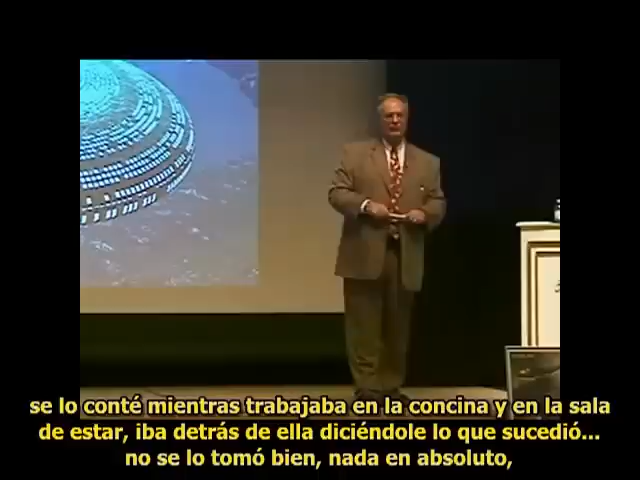 se lo conté mientras trabajaba en la concina y en la sala
de estar, iba detrás de ella diciéndole lo que sucedió...
no se lo tomó bien, nada en absoluto,